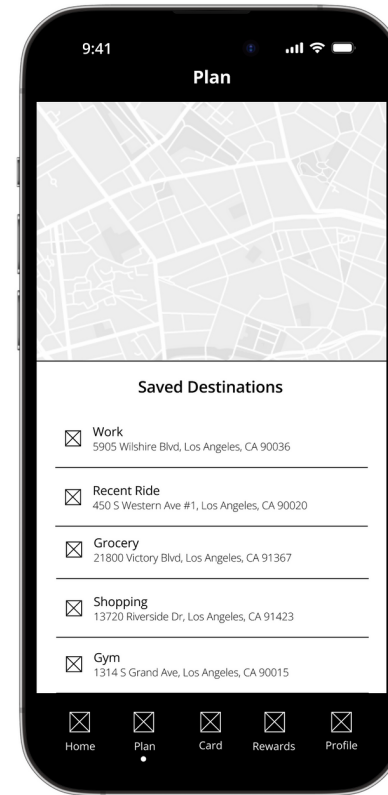 9:41
Plan
Saved Destinations
Work
5905 Wilshire Blvd, Los Angeles, CA 90036
Recent Ride
450 S Western Ave #1, Los Angeles, CA 90020
Grocery
21800 Victory Blvd, Los Angeles, CA 91367
Shopping
13720 Riverside Dr, Los Angeles, CA 91423
Gym
1314 S Grand Ave, Los Angeles, CA 90015
Home Plan Card Rewards Profile